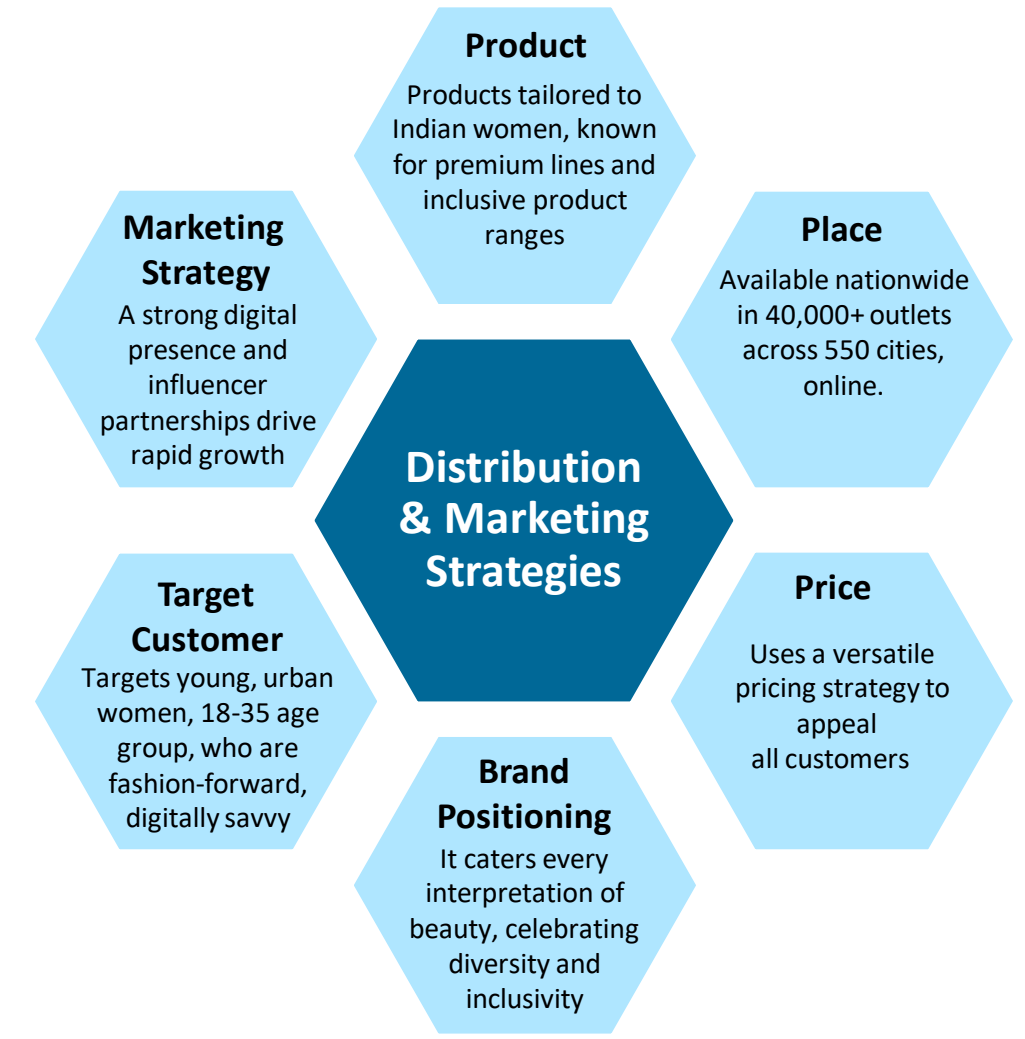 Product
Products tailored to
Indian women, known
for premium lines and
inclusive product
ranges
Marketing
Strategy
A strong digital
presence and
influencer
partnerships drive
rapid growth
Place
Available nationwide
in 40,000+ outlets
across 550 cities,
online.
Distribution
& Marketing
Strategies
Target
Customer
Targets young, urban
women, 18-35 age
group, who are
fashion-forward,
digitally savvy
Price
Uses a versatile
pricing strategy to
appeal
all customers
Brand
Positioning
It caters every
interpretation of
beauty, celebrating
diversity and
inclusivity